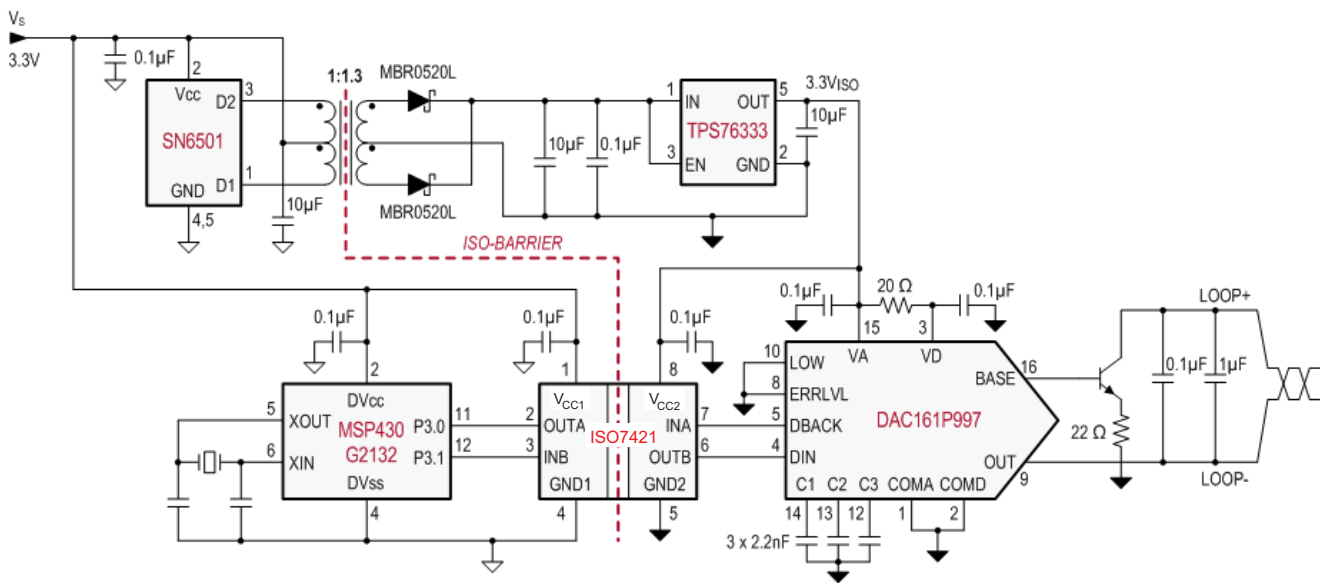 VS
3.3V
0.1µF
2
Vcc
D2
3
SN6501
D1
1
GND
4,5
10µF
1:1.3
MBR0520L
MBR0520L
10µF
0.1µF
1
IN
OUT
5
TPS76333
3
EN
GND
2
3.3VISO
10µF
ISO-BARRIER
0.1µF
2
DVcc
5
XOUT
MSP430
G2132
P3.0
11
6
XIN
P3.1
12
DVss
4
0.1µF
1
VCC1
2
OUTA
3
INB
GND1
4
ISO7421
0.1µF
8
VCC2
INA
7
OUTB
6
GND2
5
0.1µF
20 Ω
0.1µF
15
3
VA
VD
10
LOW
8
ERRLVL
5
DBACK
4
DIN
DAC161P997
BASE
16
OUT
9
C1
C2
C3
COMA
COMD
14
13
12
1
2
3 x 2.2nF
22 Ω
0.1µF
1µF
LOOP+
LOOP-